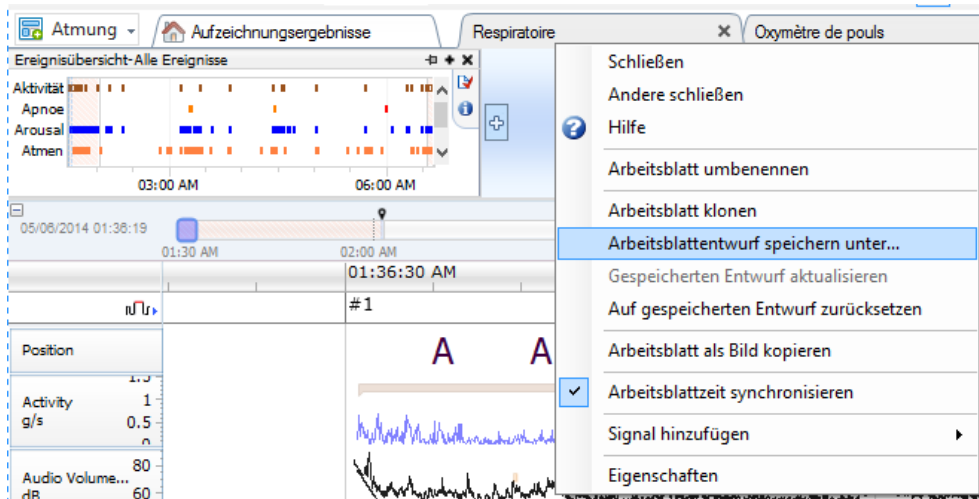 Atmung
Aufzeichnungsergebnisse
Respiratoire
Oxymètre de pouls
Ereignisübersicht-Alle Ereignisse
Aktivität
Apnoe
Arousal
Atmen
03:00 AM
06:00 AM
05/06/2014 01:36:19
01:30 AM
02:00 AM
01:36:30 AM
#1
Position
A
A
Activity
g/s
1.5
1
0.5
0
Audio Volume...
dB
80
60
Schließen
Andere schließen
Hilfe
Arbeitsblatt umbenennen
Arbeitsblatt klonen
Arbeitsblattentwurf speichern unter...
Gespeicherten Entwurf aktualisieren
Auf gespeicherten Entwurf zurücksetzen
Arbeitsblatt als Bild kopieren
Arbeitsblattzeit synchronisieren
Signal hinzufügen
Eigenschaften